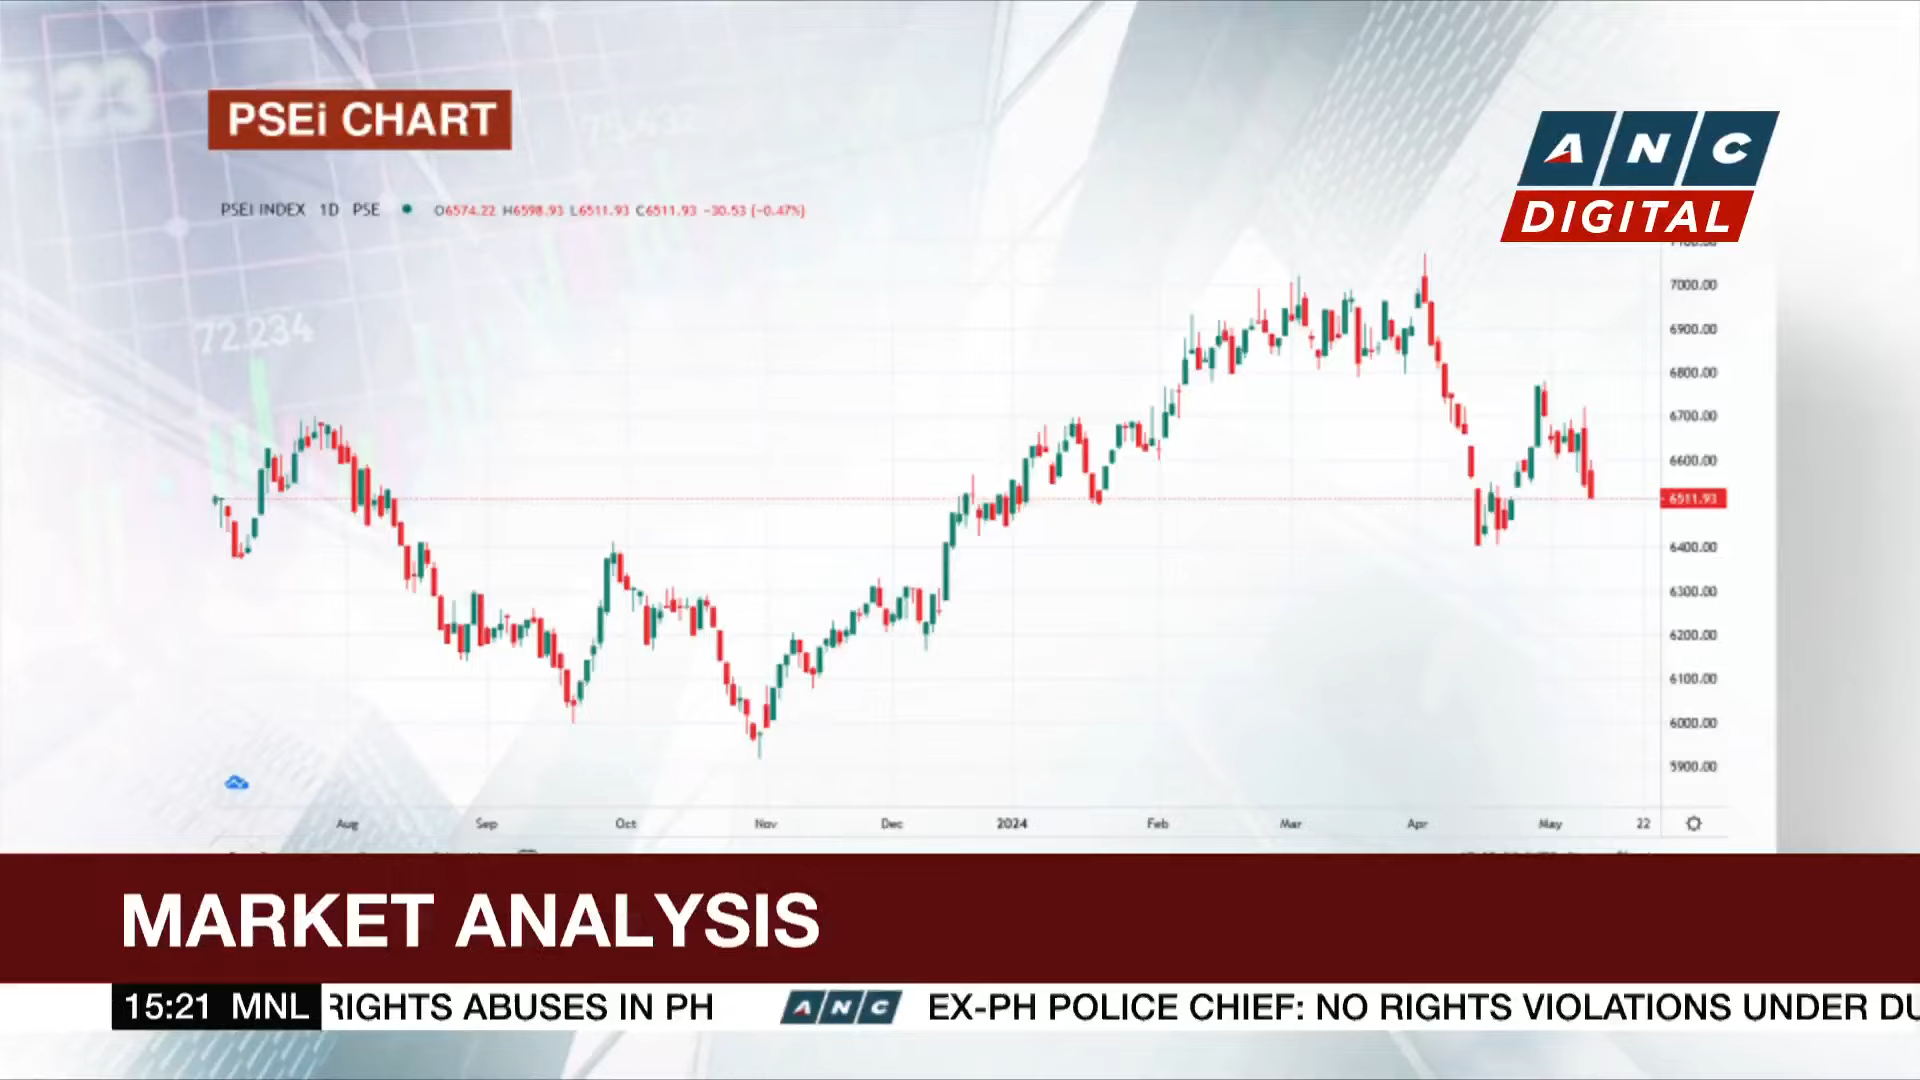 PSEi CHART
ANC
DIGITAL
PSEI INDEX 1D PSE O6574.22 H6598.93 L6511.93 C6511.93 −30.53 (−0.47%)
72.234
7000.00
6900.00
6800.00
6700.00
6600.00
6511.93
6400.00
6300.00
6200.00
6100.00
6000.00
5900.00
Aug Sep Oct Nov Dec 2024 Feb Mar Apr May 22
MARKET ANALYSIS
15:21 MNL RIGHTS ABUSES IN PH ANC EX-PH POLICE CHIEF: NO RIGHTS VIOLATIONS UNDER DU